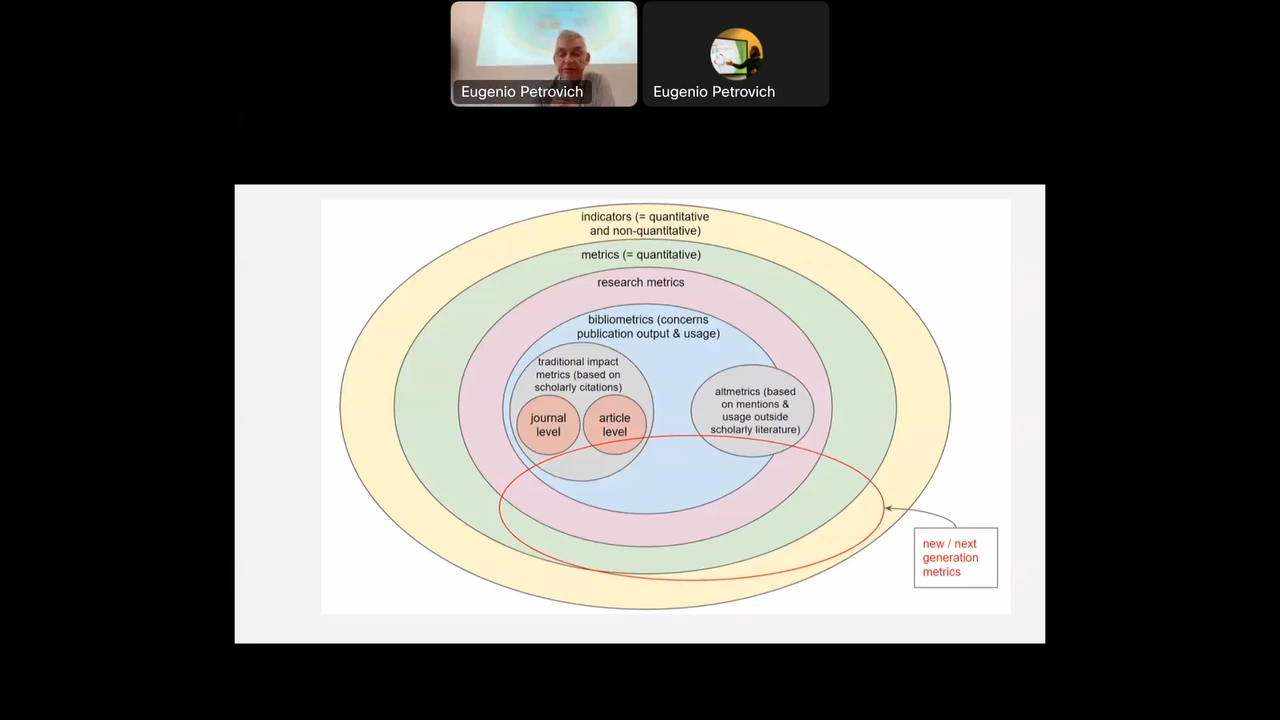 Eugenio Petrovich
Eugenio Petrovich
indicators (= quantitative
and non-quantitative)
metrics (= quantitative)
research metrics
bibliometrics (concerns
publication output & usage)
traditional impact
metrics (based on
scholarly citations)
journal
level
article
level
altmetrics (based
on mentions &
usage outside
scholarly literature)
new / next
generation
metrics